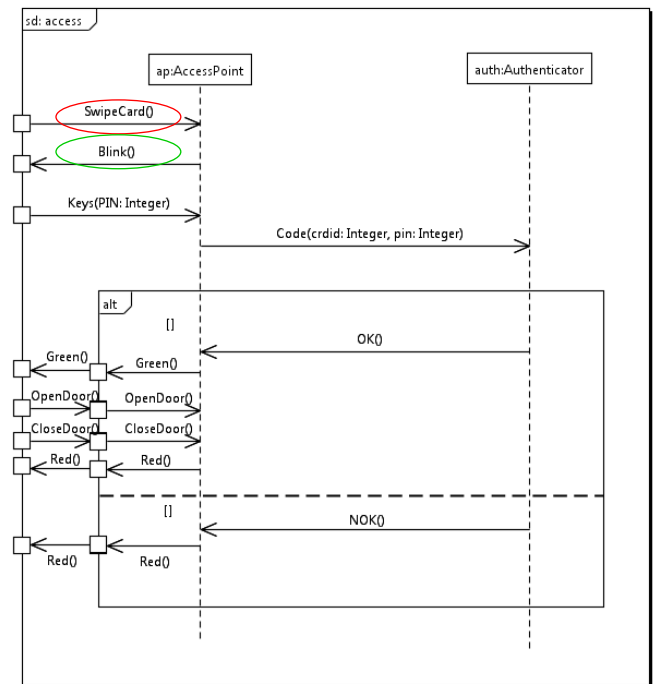 sd: access
ap:AccessPoint
auth:Authenticator
SwipeCard()
Blink()
Keys(PIN: Integer)
Code(crdid: Integer, pin: Integer)
alt
[]
OK()
Green()
Green()
OpenDoor()
OpenDoor()
CloseDoor()
CloseDoor()
Red()
Red()
[]
NOK()
Red()
Red()